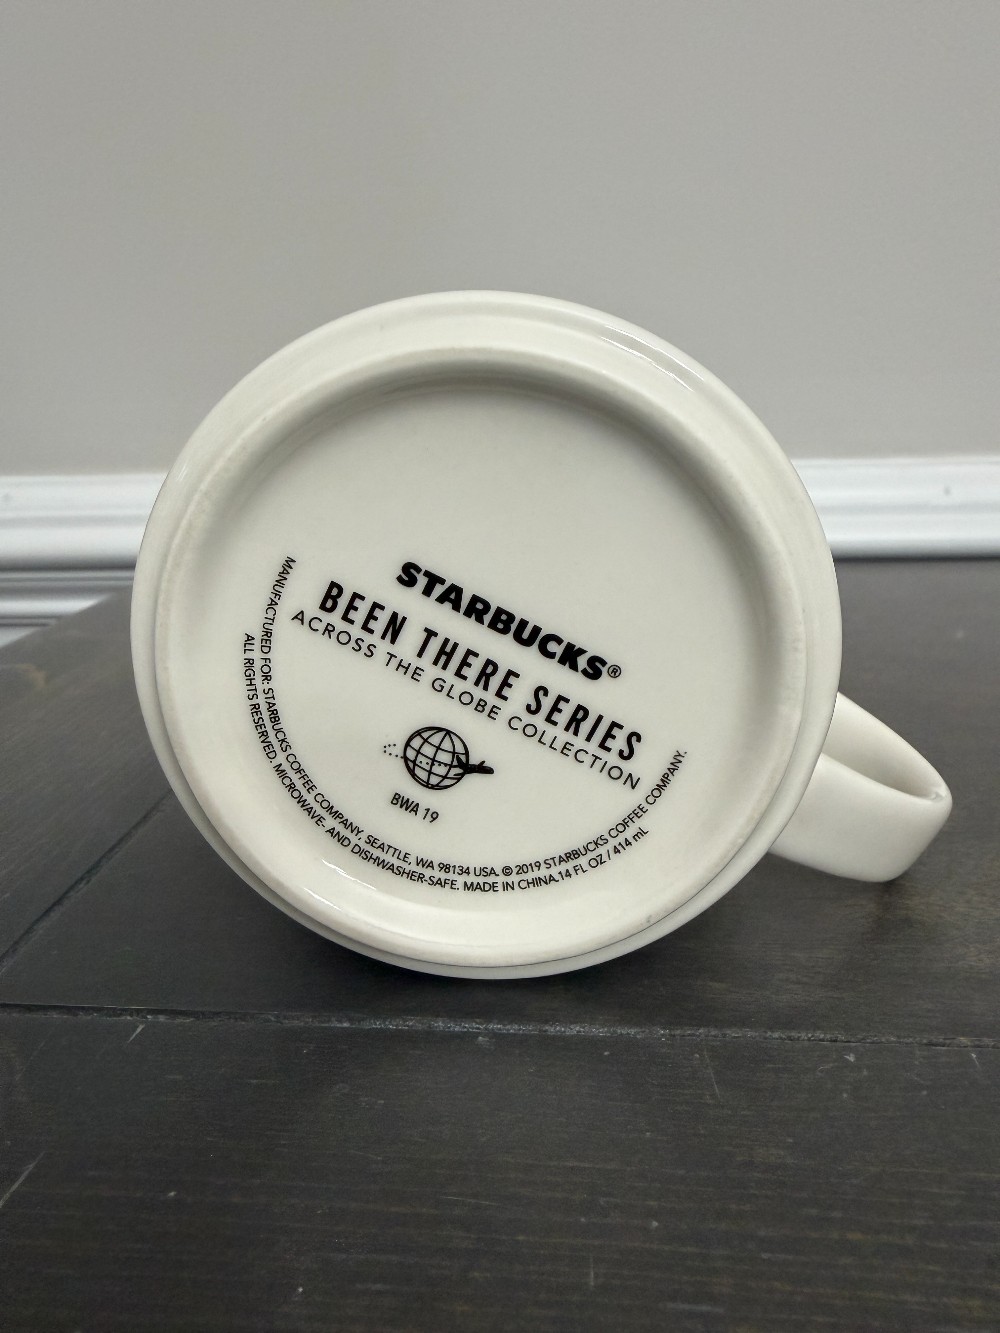 STARBUCKS®
BEEN THERE SERIES
ACROSS THE GLOBE COLLECTION
BWA 19
MANUFACTURED FOR: STARBUCKS COFFEE COMPANY, SEATTLE, WA 98134 USA. © 2019 STARBUCKS COFFEE COMPANY.
ALL RIGHTS RESERVED. MICROWAVE- AND DISHWASHER-SAFE. MADE IN CHINA.14 FL OZ / 414 mL